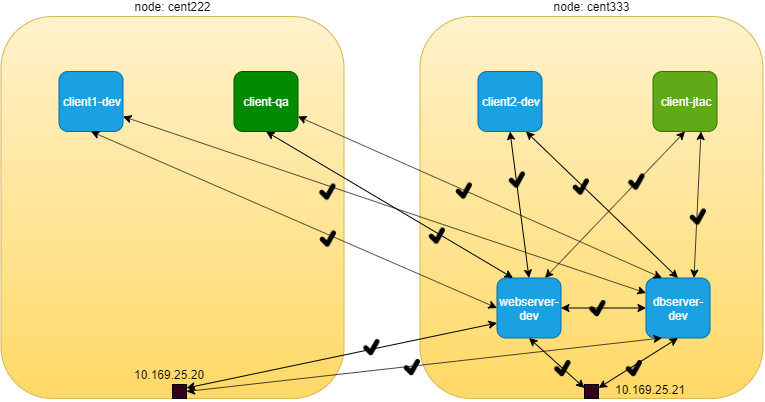 node: cent222
node: cent333
client1-dev
client-qa
client2-dev
client-jtac
webserver-
dev
dbserver-
dev
10.169.25.20
10.169.25.21